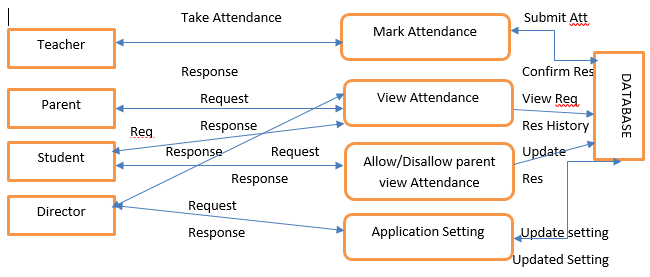 Take Attendance
Submit Att
Teacher
Mark Attendance
Response
Confirm Res
Parent
Request
View Attendance
View Req
DATABASE
Req
Response
Res History
Student
Response
Request
Allow/Disallow parent
view Attendance
Update
Response
Res
Director
Request
Response
Application Setting
Update setting
Updated Setting